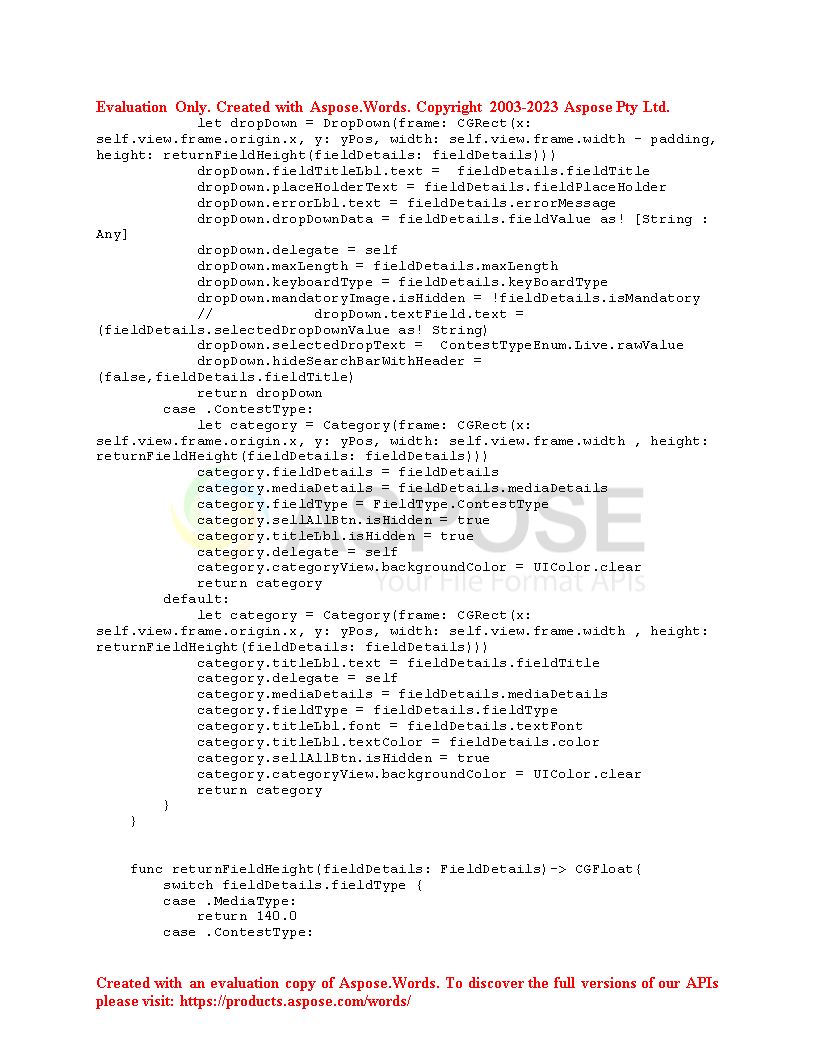 Evaluation Only. Created with Aspose.Words. Copyright 2003-2023 Aspose Pty Ltd.
            let dropDown = DropDown(frame: CGRect(x:
self.view.frame.origin.x, y: yPos, width: self.view.frame.width - padding,
height: returnFieldHeight(fieldDetails: fieldDetails)))
            dropDown.fieldTitleLbl.text =  fieldDetails.fieldTitle
            dropDown.placeHolderText = fieldDetails.fieldPlaceHolder
            dropDown.errorLbl.text = fieldDetails.errorMessage
            dropDown.dropDownData = fieldDetails.fieldValue as! [String :
Any]
            dropDown.delegate = self
            dropDown.maxLength = fieldDetails.maxLength
            dropDown.keyboardType = fieldDetails.keyBoardType
            dropDown.mandatoryImage.isHidden = !fieldDetails.isMandatory
            //            dropDown.textField.text =
(fieldDetails.selectedDropDownValue as! String)
            dropDown.selectedDropText =  ContestTypeEnum.Live.rawValue
            dropDown.hideSearchBarWithHeader =
(false,fieldDetails.fieldTitle)
            return dropDown
        case .ContestType:
            let category = Category(frame: CGRect(x:
self.view.frame.origin.x, y: yPos, width: self.view.frame.width , height:
returnFieldHeight(fieldDetails: fieldDetails)))
            category.fieldDetails = fieldDetails
            category.mediaDetails = fieldDetails.mediaDetails
            category.fieldType = FieldType.ContestType
            category.sellAllBtn.isHidden = true
            category.titleLbl.isHidden = true
            category.delegate = self
            category.categoryView.backgroundColor = UIColor.clear
            return category
        default:
            let category = Category(frame: CGRect(x:
self.view.frame.origin.x, y: yPos, width: self.view.frame.width , height:
returnFieldHeight(fieldDetails: fieldDetails)))
            category.titleLbl.text = fieldDetails.fieldTitle
            category.delegate = self
            category.mediaDetails = fieldDetails.mediaDetails
            category.fieldType = fieldDetails.fieldType
            category.titleLbl.font = fieldDetails.textFont
            category.titleLbl.textColor = fieldDetails.color
            category.sellAllBtn.isHidden = true
            category.categoryView.backgroundColor = UIColor.clear
            return category
        }
    }
    func returnFieldHeight(fieldDetails: FieldDetails)-> CGFloat{
        switch fieldDetails.fieldType {
        case .MediaType:
            return 140.0
        case .ContestType:
ASPOSE
Your File Format APIs
Created with an evaluation copy of Aspose.Words. To discover the full versions of our APIs
please visit: https://products.aspose.com/words/